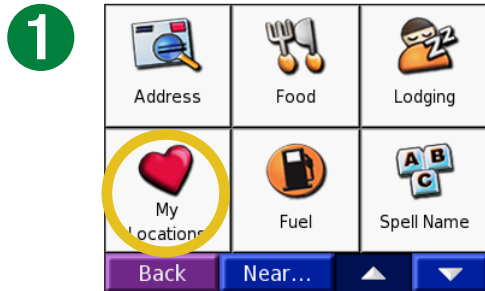 1
Address Food Lodging
A B C
My Locations Fuel Spell Name
Back Near...